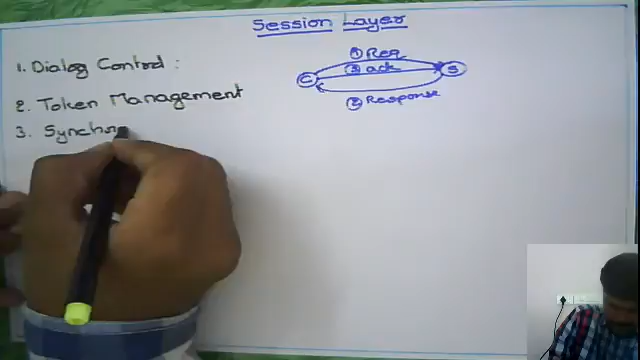 Session Layer
1. Dialog Control :
2. Token Management
3. Synchro
① Req
③ ack
C
S
② Response